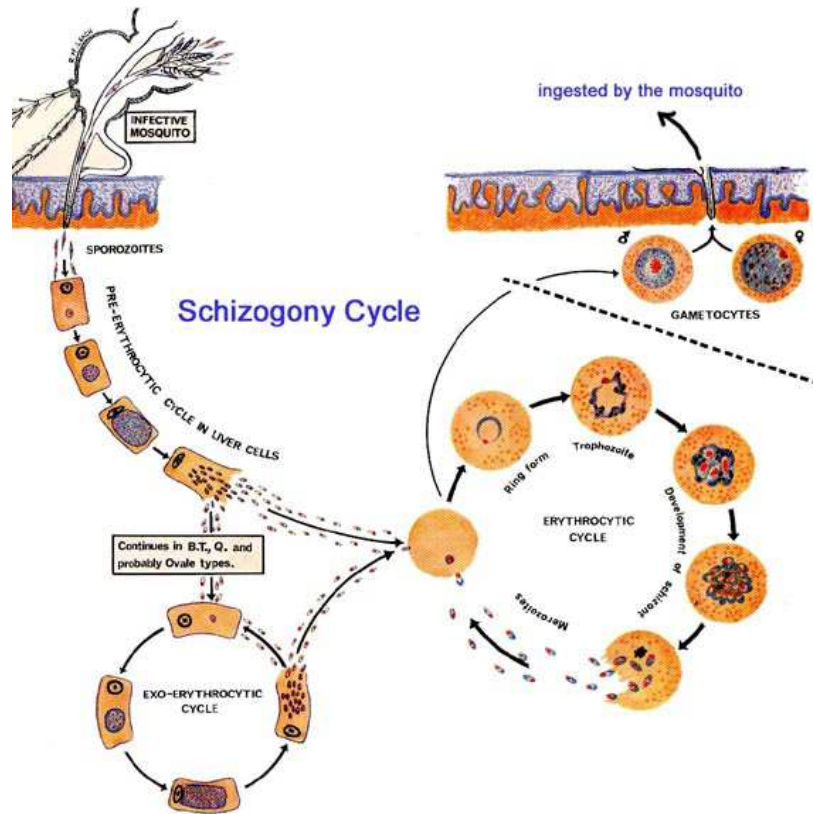 R.H. LEACH
INFECTIVE
MOSQUITO
ingested by the mosquito
SPOROZOITES
♂
♀
GAMETOCYTES
Schizogony Cycle
PRE-ERYTHROCYTIC CYCLE IN LIVER CELLS
Ring form
Trophozoite
Development of schizont
Merozoites
ERYTHROCYTIC
CYCLE
Continues in B.T., Q. and
probably Ovale types.
EXO-ERYTHROCYTIC
CYCLE